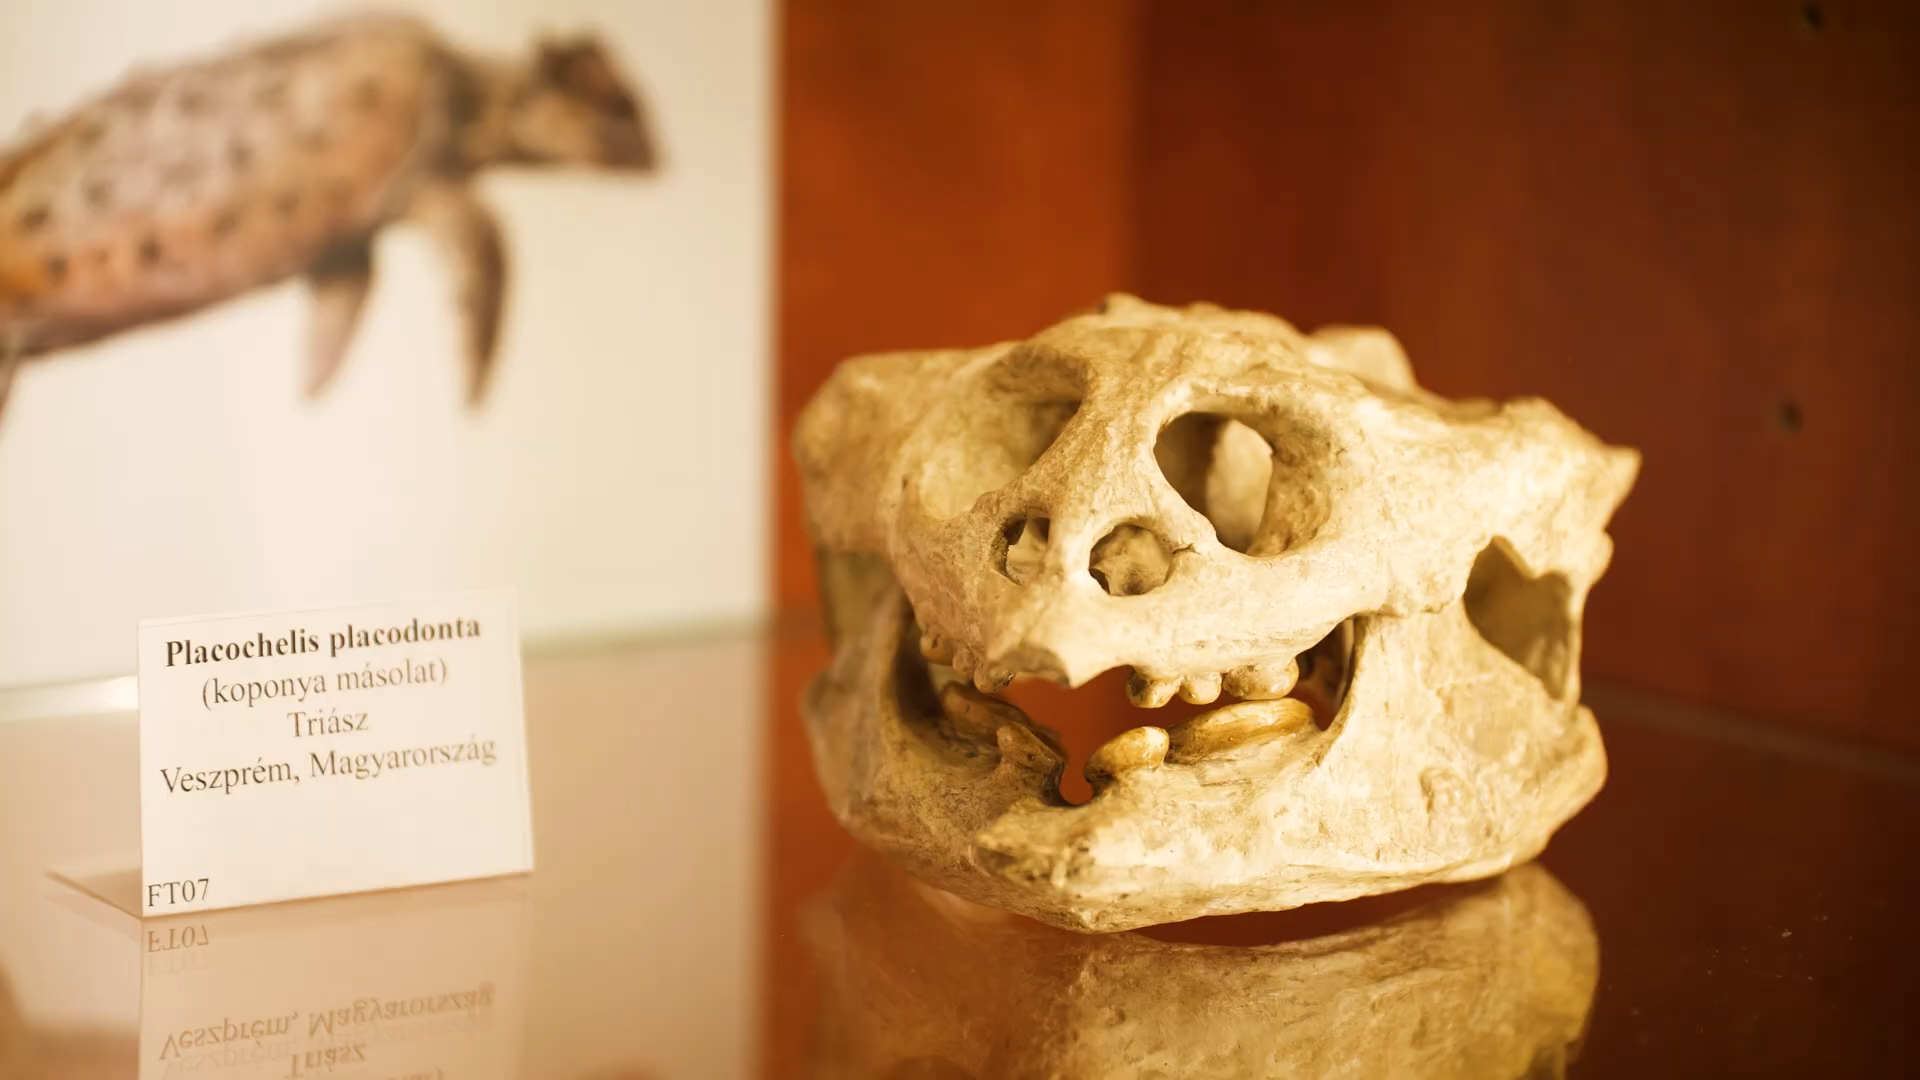 Placochelis placodonta
(koponya másolat)
Triász
Veszprém, Magyarország
FT07